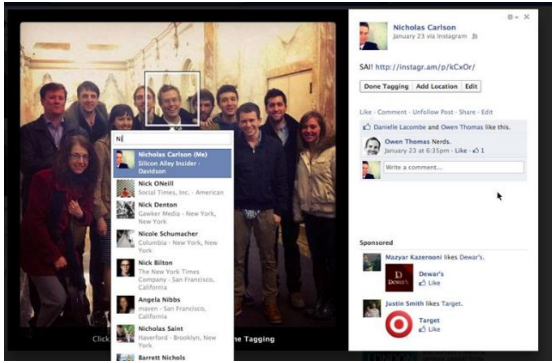 Nicholas Carlson
January 23 via Instagram
SAI! http://instagr.am/p/kCxOr/
Done Tagging Add Location Edit
Like · Comment · Unfollow Post · Share · Edit
Danielle Lacombe and Owen Thomas like this.
Owen Thomas Nerds.
January 23 at 6:35pm · Like · 1
Write a comment...
Sponsored
Mazyar Kazerooni likes Dewar's.
Dewar's
Like
Justin Smith likes Target.
Target
Like
Ni
Nicholas Carlson (Me)
Silicon Alley Insider ·
Davidson
Nick ONeill
Social Times, Inc. · American
Nick Denton
Gawker Media · New York,
New York
Nicole Schumacher
Columbia · New York, New
York
Nick Bilton
The New York Times
Company · San Francisco,
California
Angela Nibbs
maven · San Francisco,
California
Nicholas Saint
Haverford · Brooklyn, New
York
Barrett Nichols
Click
ne Tagging